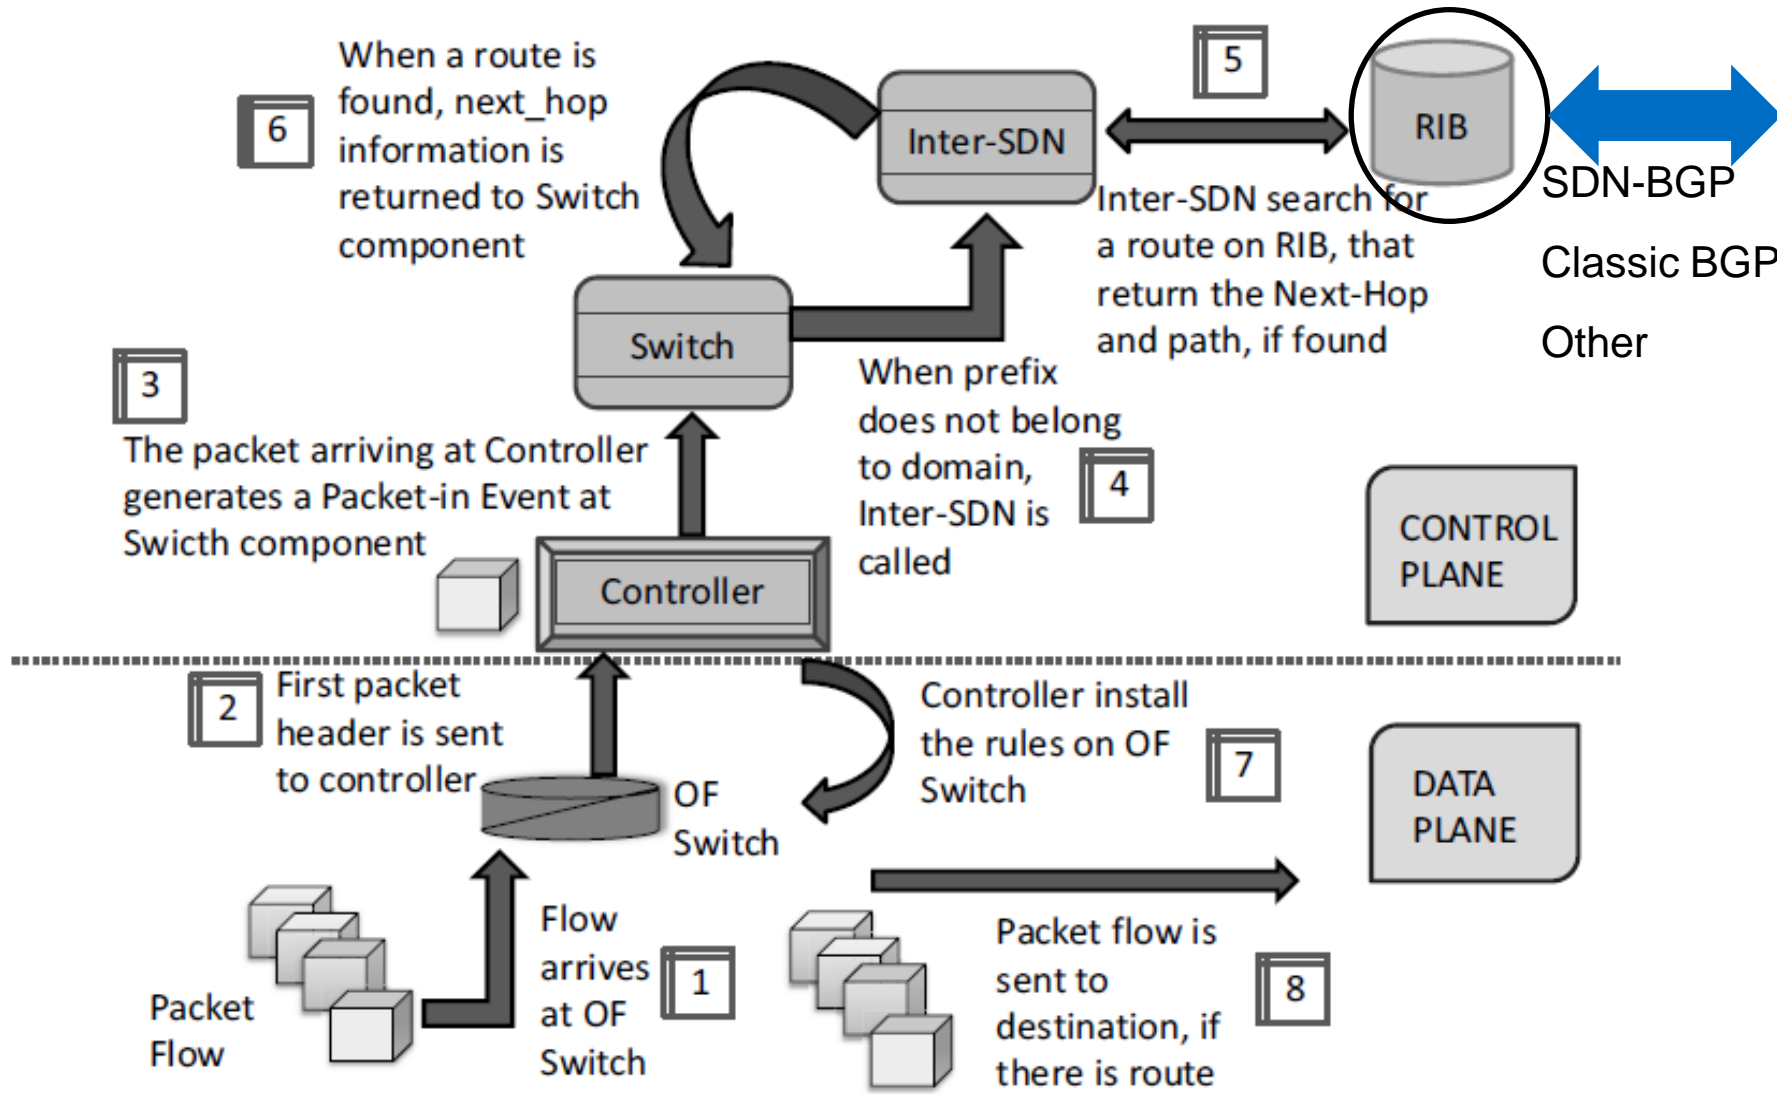 When a route is
found, next_hop
information is
returned to Switch
component
6
Inter-SDN
5
RIB
SDN-BGP
Classic BGP
Other
Inter-SDN search for
a route on RIB, that
return the Next-Hop
and path, if found
Switch
3
The packet arriving at Controller
generates a Packet-in Event at
Swicth component
When prefix
does not belong
to domain,
Inter-SDN is
called
4
CONTROL
PLANE
Controller
2
First packet
header is sent
to controller
Controller install
the rules on OF
Switch
7
OF
Switch
DATA
PLANE
Packet
Flow
Flow
arrives
at OF
Switch
1
Packet flow is
sent to
destination, if
there is route
8